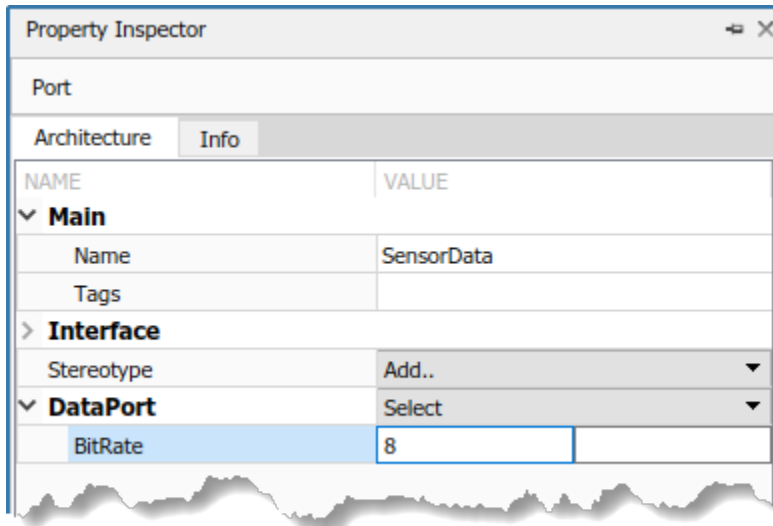 Property Inspector
Port
Architecture Info
NAME VALUE
Main
Name SensorData
Tags
Interface
Stereotype Add..
DataPort Select
BitRate 8